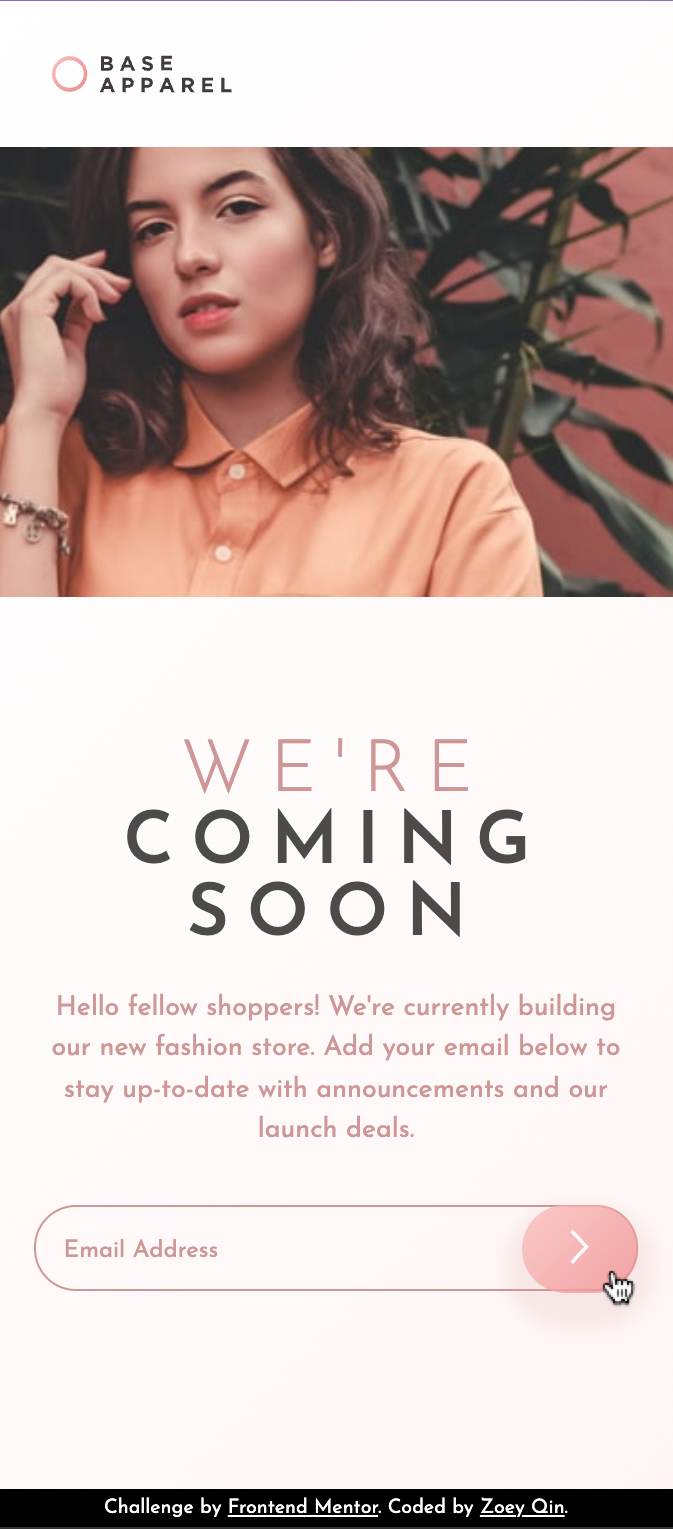 BASE
APPAREL
WE'RE
COMING
SOON
Hello fellow shoppers! We're currently building
our new fashion store. Add your email below to
stay up-to-date with announcements and our
launch deals.
Email Address
Challenge by Frontend Mentor. Coded by Zoey Qin.